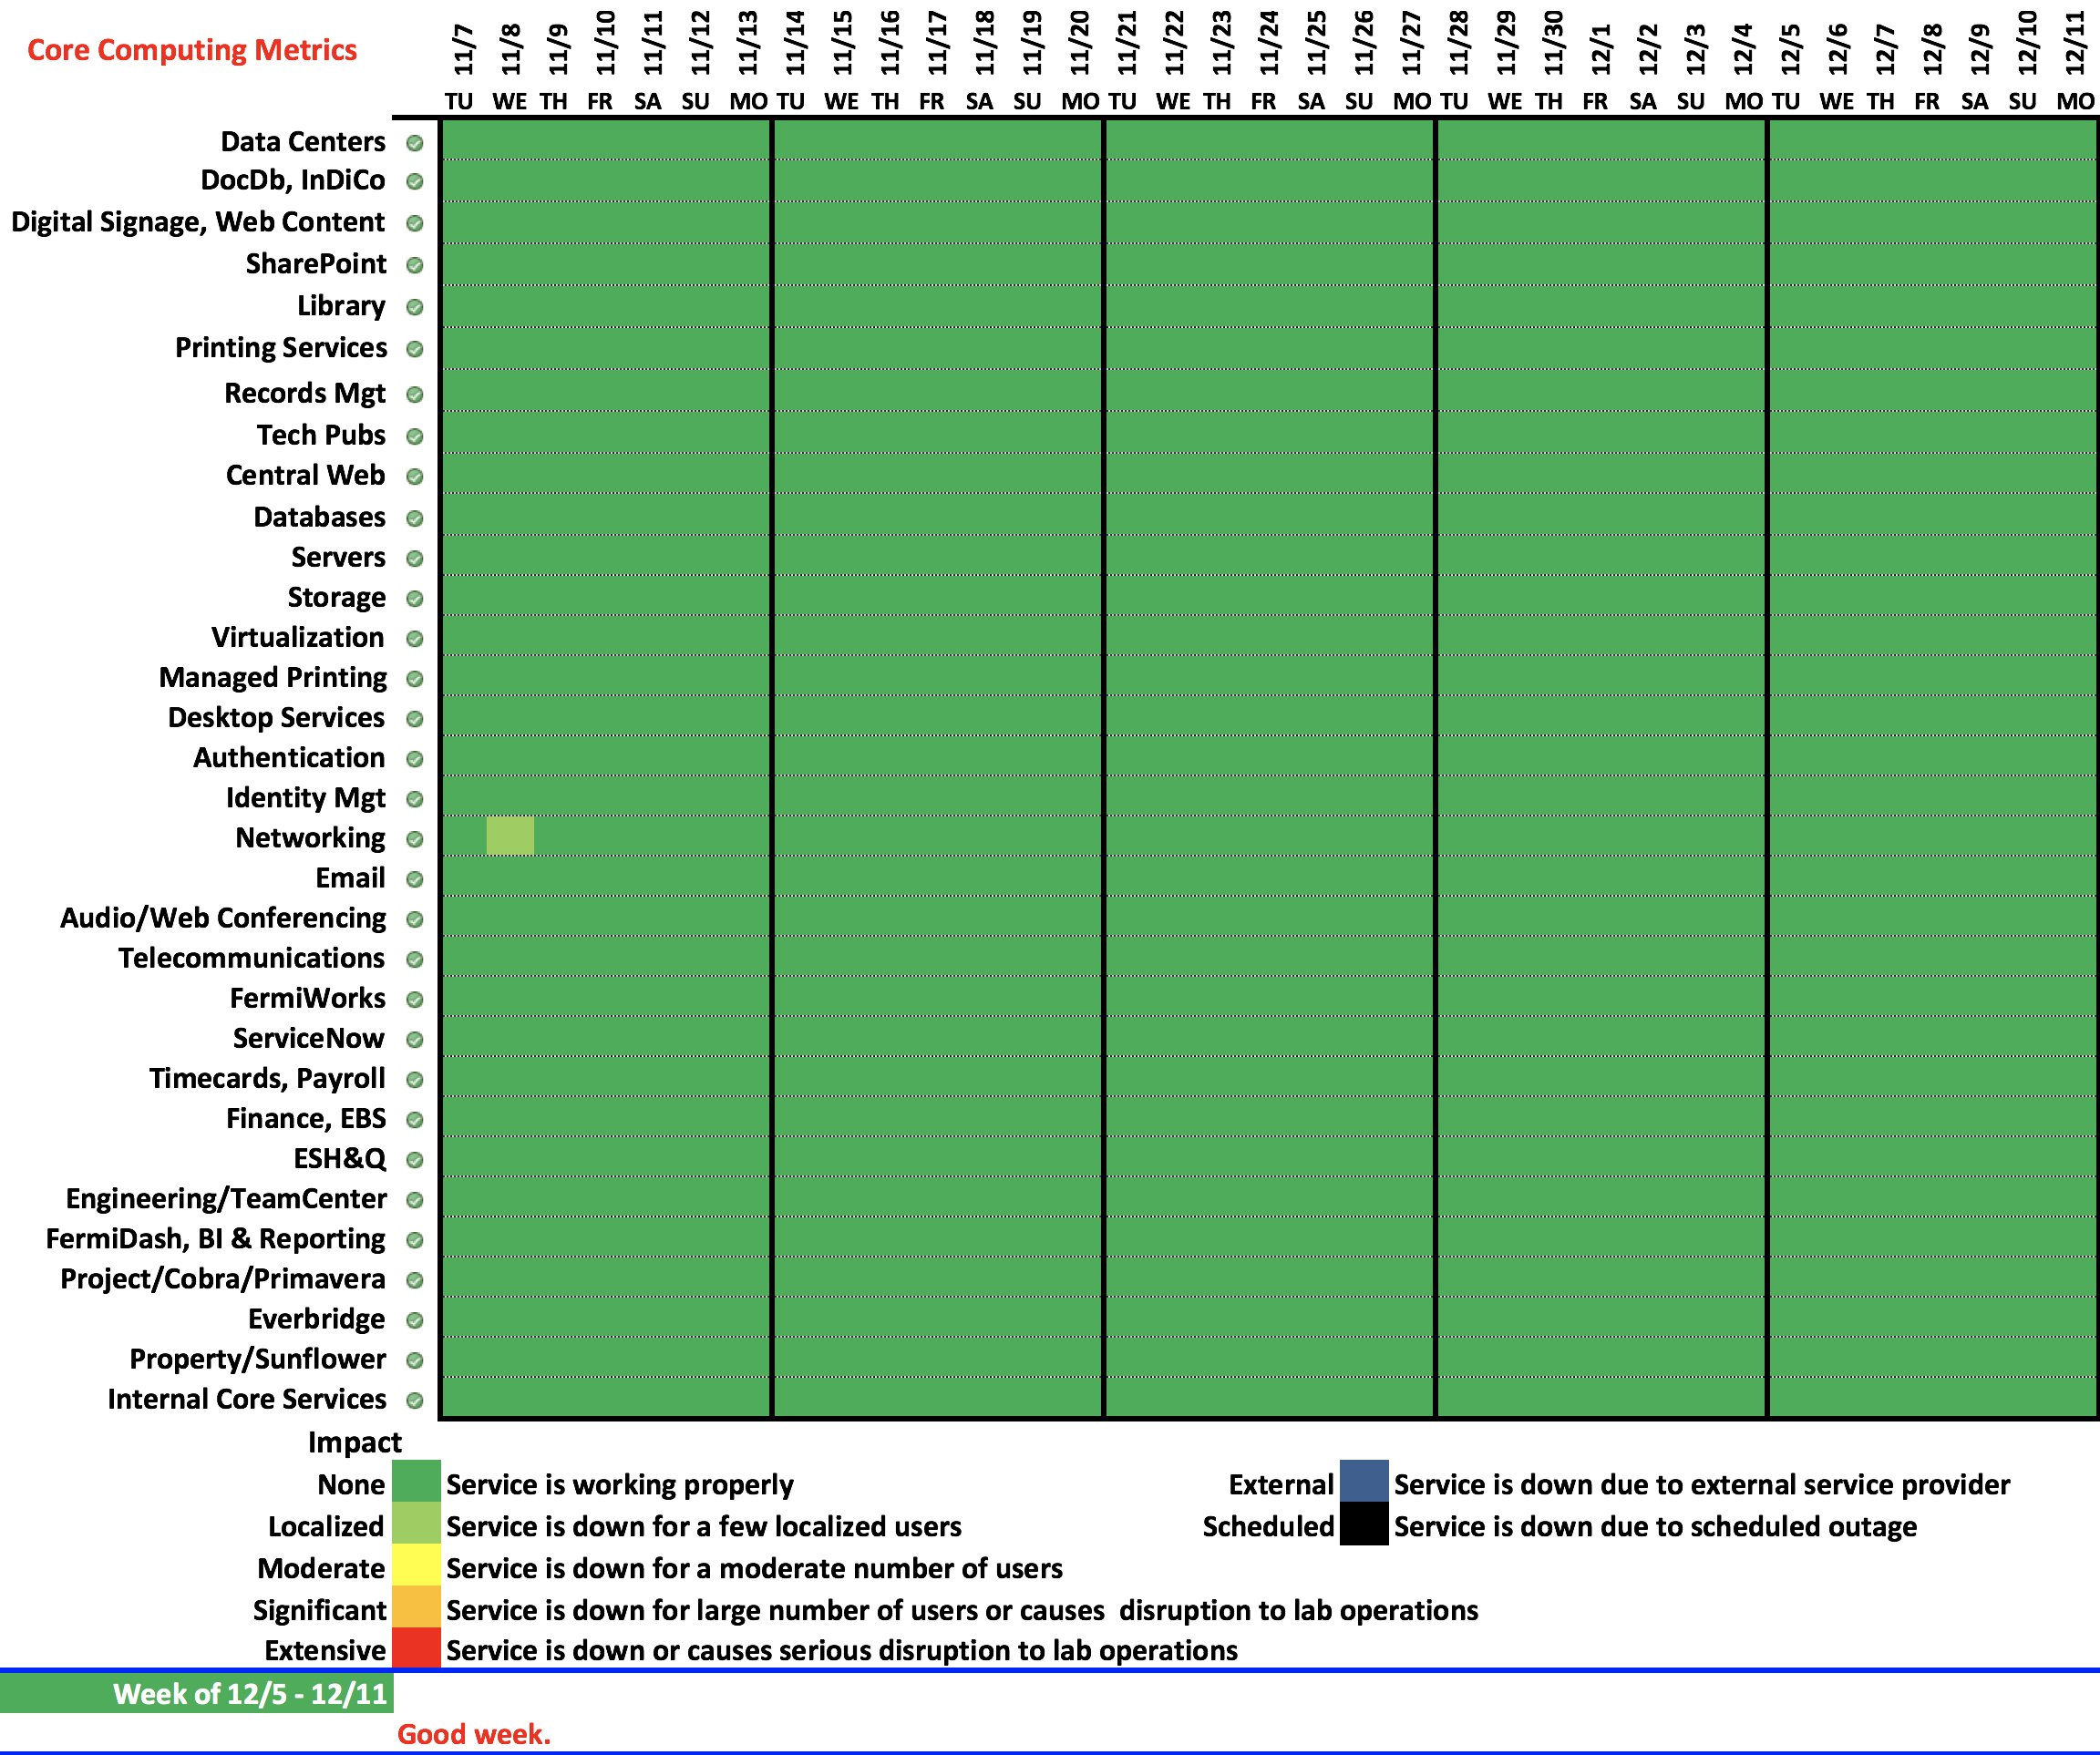 Core Computing Metrics
11/7 11/8 11/9 11/10 11/11 11/12 11/13 11/14 11/15 11/16 11/17 11/18 11/19 11/20 11/21 11/22 11/23 11/24 11/25 11/26 11/27 11/28 11/29 11/30 12/1 12/2 12/3 12/4 12/5 12/6 12/7 12/8 12/9 12/10 12/11
TU WE TH FR SA SU MO TU WE TH FR SA SU MO TU WE TH FR SA SU MO TU WE TH FR SA SU MO TU WE TH FR SA SU MO
Data Centers
DocDb, InDiCo
Digital Signage, Web Content
SharePoint
Library
Printing Services
Records Mgt
Tech Pubs
Central Web
Databases
Servers
Storage
Virtualization
Managed Printing
Desktop Services
Authentication
Identity Mgt
Networking
Email
Audio/Web Conferencing
Telecommunications
FermiWorks
ServiceNow
Timecards, Payroll
Finance, EBS
ESH&Q
Engineering/TeamCenter
FermiDash, BI & Reporting
Project/Cobra/Primavera
Everbridge
Property/Sunflower
Internal Core Services
Impact
None Service is working properly External Service is down due to external service provider
Localized Service is down for a few localized users Scheduled Service is down due to scheduled outage
Moderate Service is down for a moderate number of users
Significant Service is down for large number of users or causes  disruption to lab operations
Extensive Service is down or causes serious disruption to lab operations
Week of 12/5 - 12/11
Good week.